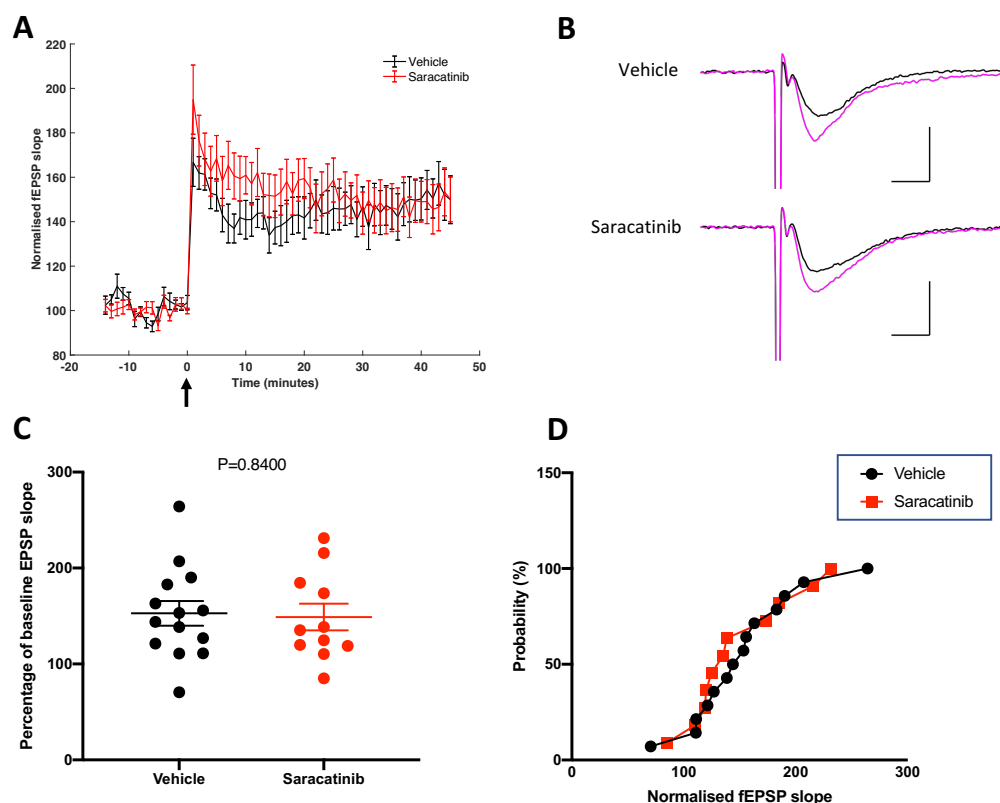 A
220
200
180
160
140
120
100
80
Normalised fEPSP slope
Vehicle
Saracatinib
-20
-10
0
10
20
30
40
50
Time (minutes)
B
Vehicle
Saracatinib
C
P=0.8400
300
200
100
0
Percentage of baseline EPSP slope
Vehicle
Saracatinib
D
Vehicle
Saracatinib
150
100
50
0
Probability (%)
0
100
200
300
Normalised fEPSP slope